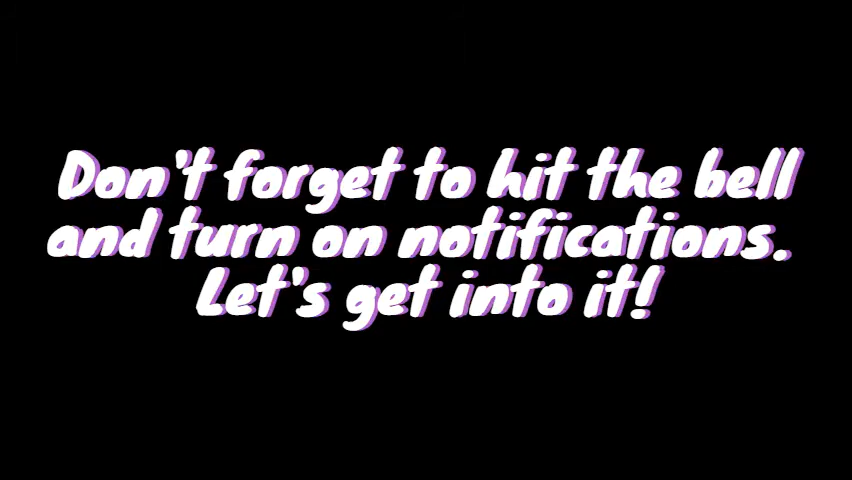 Don't forget to hit the bell
and turn on notifications.
Let's get into it!